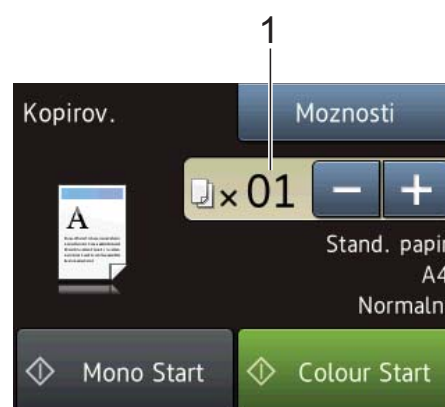 1
Kopirov.
Moznosti
× 01 − +
A
Stand. papir
A4
Normaln
Mono Start
Colour Start